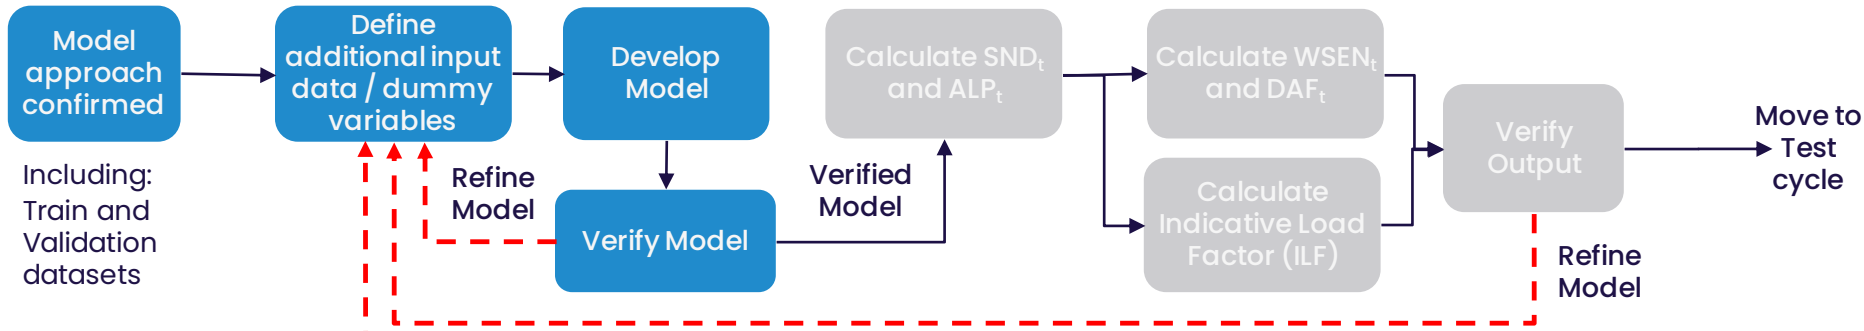 Model
approach
confirmed
Including:
Train and
Validation
datasets
Define
additional input
data / dummy
variables
Develop
Model
Refine
Model
Verify Model
Verified
Model
Calculate SNDₜ
and ALPₜ
Calculate WSENₜ
and DAFₜ
Calculate
Indicative Load
Factor (ILF)
Verify
Output
Refine
Model
Move to
Test
cycle